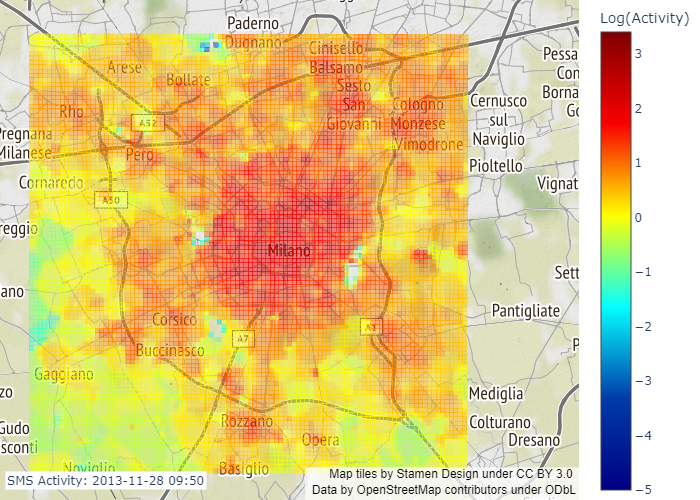 Log(Activity)
3
2
1
0
−1
−2
−3
−4
−5
Paderno
Dugnano
Cinisello
Balsamo
Arese
Bollate
Sesto
San
Giovanni
Cologno
Monzese
Vimodrone
Rho
A52
Pero
Pregnana
Milanese
Cornaredo
A50
reggio
ano
Cernusco
sul
Naviglio
Pioltello
Pessa
Con
Borna
Go
Vignat
Milano
Sett
Pantigliate
Corsico
Buccinasco
A7
A1
Gaggiano
zo
Gudo
sconti
Noviglio
Rozzano
Opera
Basiglio
Mediglia
Colturano
Dresano
P
SMS Activity: 2013-11-28 09:50
Map tiles by Stamen Design under CC BY 3.0
Data by OpenStreetMap contributors under ODbL